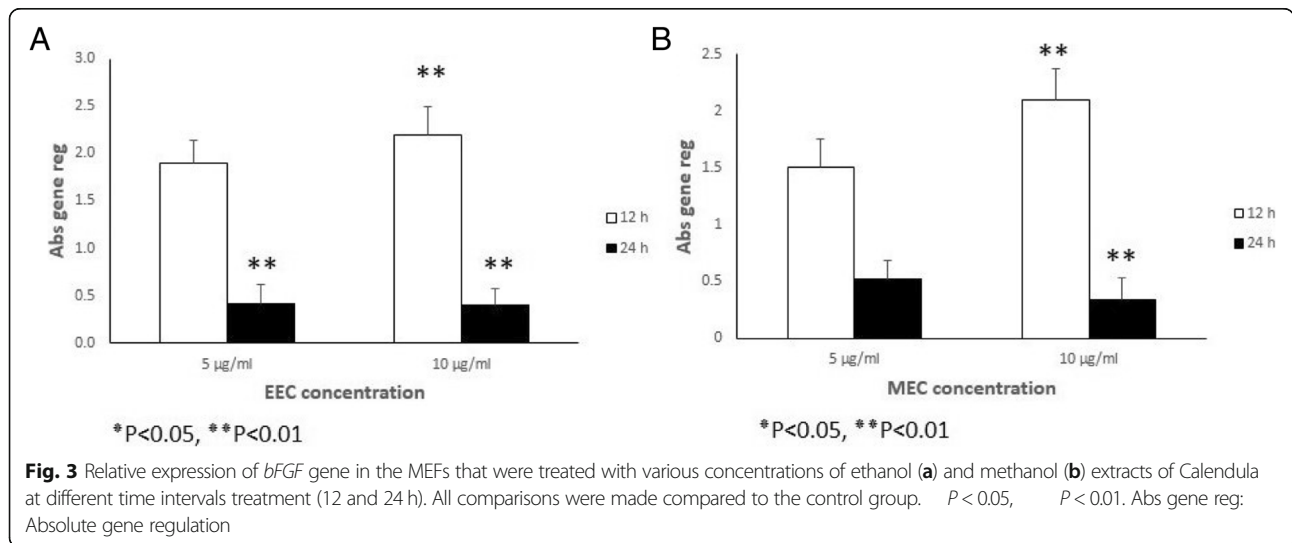 A
Abs gene reg
3.0
2.5
2.0
1.5
1.0
0.5
0.0
**
**
**
12 h
24 h
5 µg/ml
10 µg/ml
EEC concentration
*P<0.05, **P<0.01
B
Abs gene reg
2.5
2
1.5
1
0.5
0
**
**
12 h
24 h
5 µg/ml
10 µg/ml
MEC concentration
*P<0.05, **P<0.01
Fig. 3 Relative expression of bFGF gene in the MEFs that were treated with various concentrations of ethanol (a) and methanol (b) extracts of Calendula
at different time intervals treatment (12 and 24 h). All comparisons were made compared to the control group. P < 0.05, P < 0.01. Abs gene reg:
Absolute gene regulation